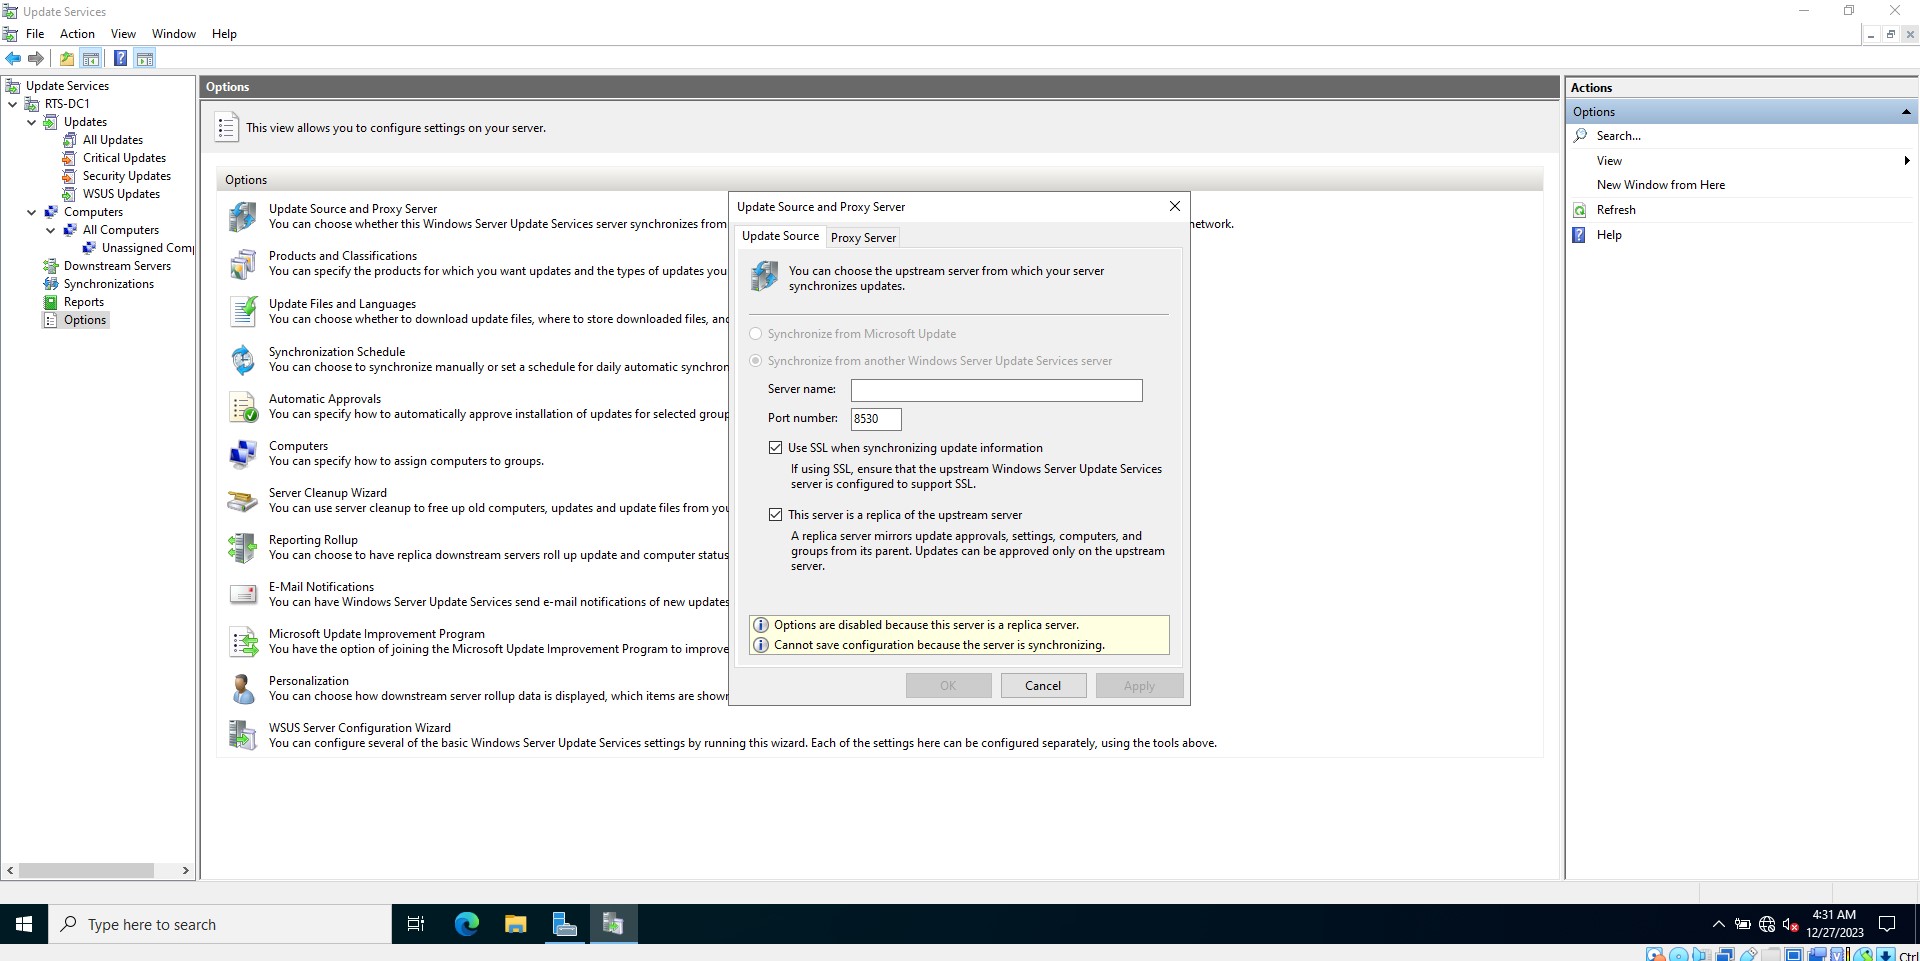 Update Services
File Action View Window Help
Update Services
RTS-DC1
Updates
All Updates
Critical Updates
Security Updates
WSUS Updates
Computers
All Computers
Unassigned Com
Downstream Servers
Synchronizations
Reports
Options
Options
This view allows you to configure settings on your server.
Options
Update Source and Proxy Server
You can choose whether this Windows Server Update Services server synchronizes from
etwork.
Products and Classifications
You can specify the products for which you want updates and the types of updates you
Update Files and Languages
You can choose whether to download update files, where to store downloaded files, and
Synchronization Schedule
You can choose to synchronize manually or set a schedule for daily automatic synchron
Automatic Approvals
You can specify how to automatically approve installation of updates for selected group
Computers
You can specify how to assign computers to groups.
Server Cleanup Wizard
You can use server cleanup to free up old computers, updates and update files from you
Reporting Rollup
You can choose to have replica downstream servers roll up update and computer status
E-Mail Notifications
You can have Windows Server Update Services send e-mail notifications of new updates
Microsoft Update Improvement Program
You have the option of joining the Microsoft Update Improvement Program to improve
Personalization
You can choose how downstream server rollup data is displayed, which items are shown
WSUS Server Configuration Wizard
You can configure several of the basic Windows Server Update Services settings by running this wizard. Each of the settings here can be configured separately, using the tools above.
Update Source and Proxy Server
Update Source Proxy Server
You can choose the upstream server from which your server
synchronizes updates.
Synchronize from Microsoft Update
Synchronize from another Windows Server Update Services server
Server name:
Port number: 8530
Use SSL when synchronizing update information
If using SSL, ensure that the upstream Windows Server Update Services
server is configured to support SSL.
This server is a replica of the upstream server
A replica server mirrors update approvals, settings, computers, and
groups from its parent. Updates can be approved only on the upstream
server.
Options are disabled because this server is a replica server.
Cannot save configuration because the server is synchronizing.
OK Cancel Apply
Actions
Options
Search...
View
New Window from Here
Refresh
Help
Type here to search
4:31 AM
12/27/2023
Ctrl